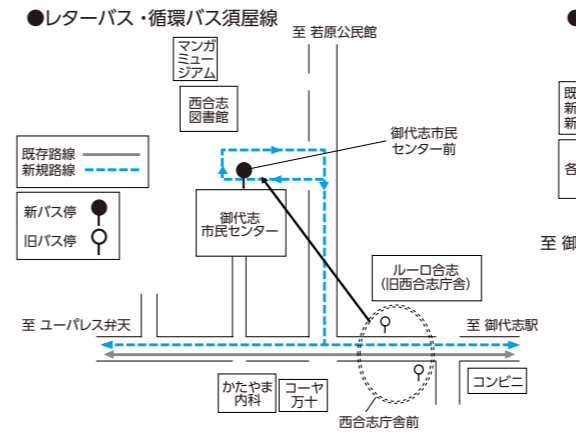 ●レターバス・循環バス須屋線
至 若原公民館
マンガ
ミュー
ジアム
西合志
図書館
御代志市民
センター前
既存路線
新規路線
新バス停
旧バス停
御代志
市民センター
ルーロ合志
(旧西合志庁舎)
至 ユーパレス弁天
至 御代志駅
かたやま
内科
コーヤ
万十
コンビニ
西合志庁舎前
●
既
新
新
各
至 御